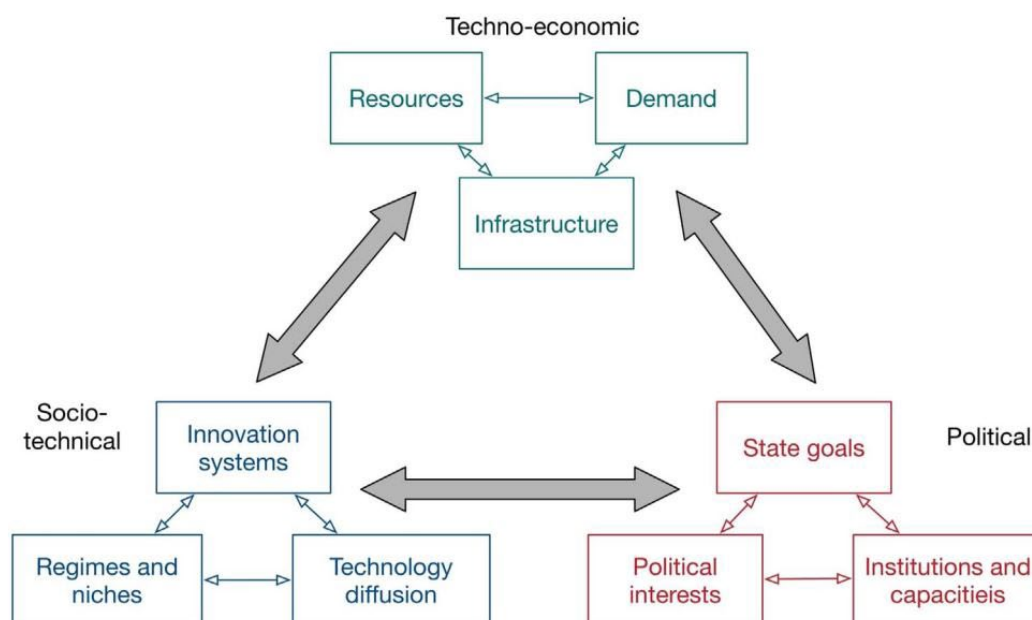 Techno-economic
Resources
Demand
Infrastructure
Socio-
technical
Innovation
systems
State goals
Political
Regimes and
niches
Technology
diffusion
Political
interests
Institutions and
capacitieis